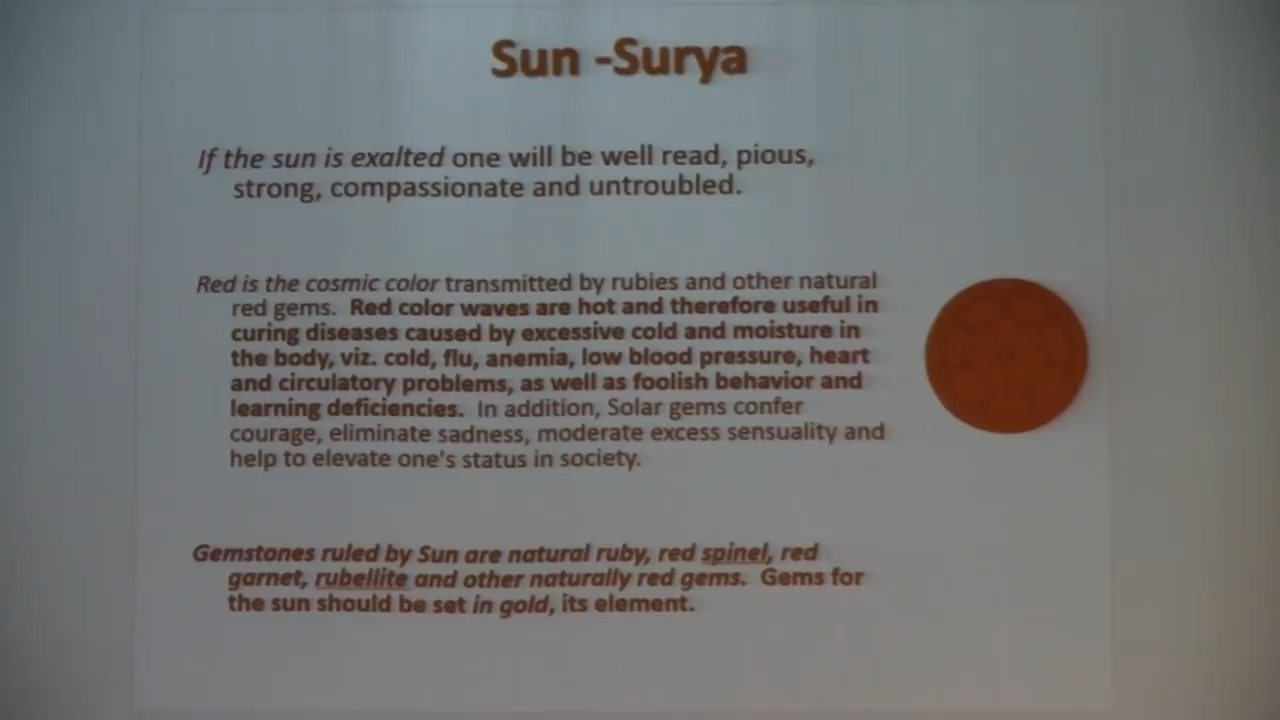 Sun -Surya
If the sun is exalted one will be well read, pious,
strong, compassionate and untroubled.
Red is the cosmic color transmitted by rubies and other natural
red gems.  Red color waves are hot and therefore useful in
curing diseases caused by excessive cold and moisture in
the body, viz. cold, flu, anemia, low blood pressure, heart
and circulatory problems, as well as foolish behavior and
learning deficiencies.  In addition, Solar gems confer
courage, eliminate sadness, moderate excess sensuality and
help to elevate one's status in society.
Gemstones ruled by Sun are natural ruby, red spinel, red
garnet, rubellite and other naturally red gems.  Gems for
the sun should be set in gold, its element.